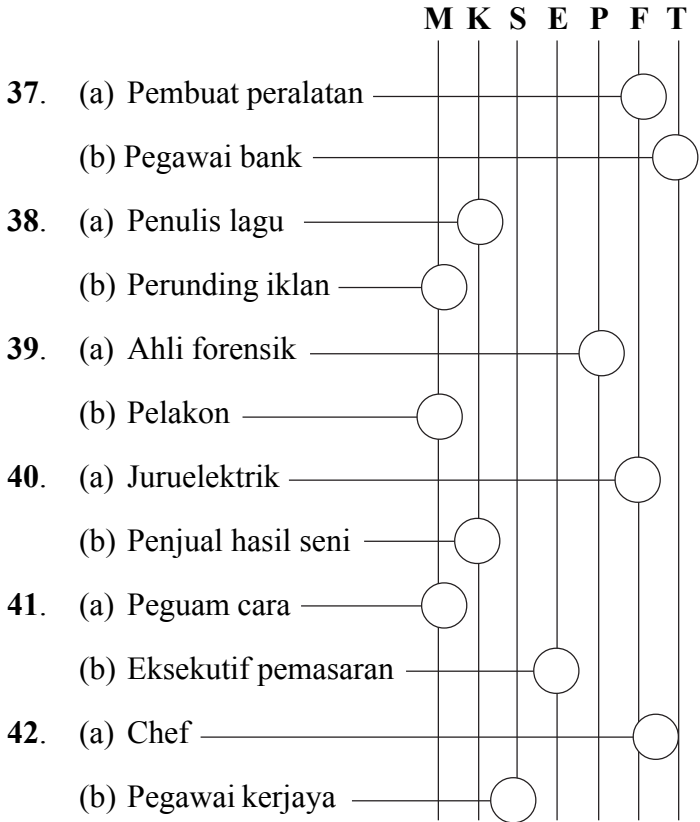 M K S E P F T
37. (a) Pembuat peralatan
(b) Pegawai bank
38. (a) Penulis lagu
(b) Perunding iklan
39. (a) Ahli forensik
(b) Pelakon
40. (a) Juruelektrik
(b) Penjual hasil seni
41. (a) Peguam cara
(b) Eksekutif pemasaran
42. (a) Chef
(b) Pegawai kerjaya